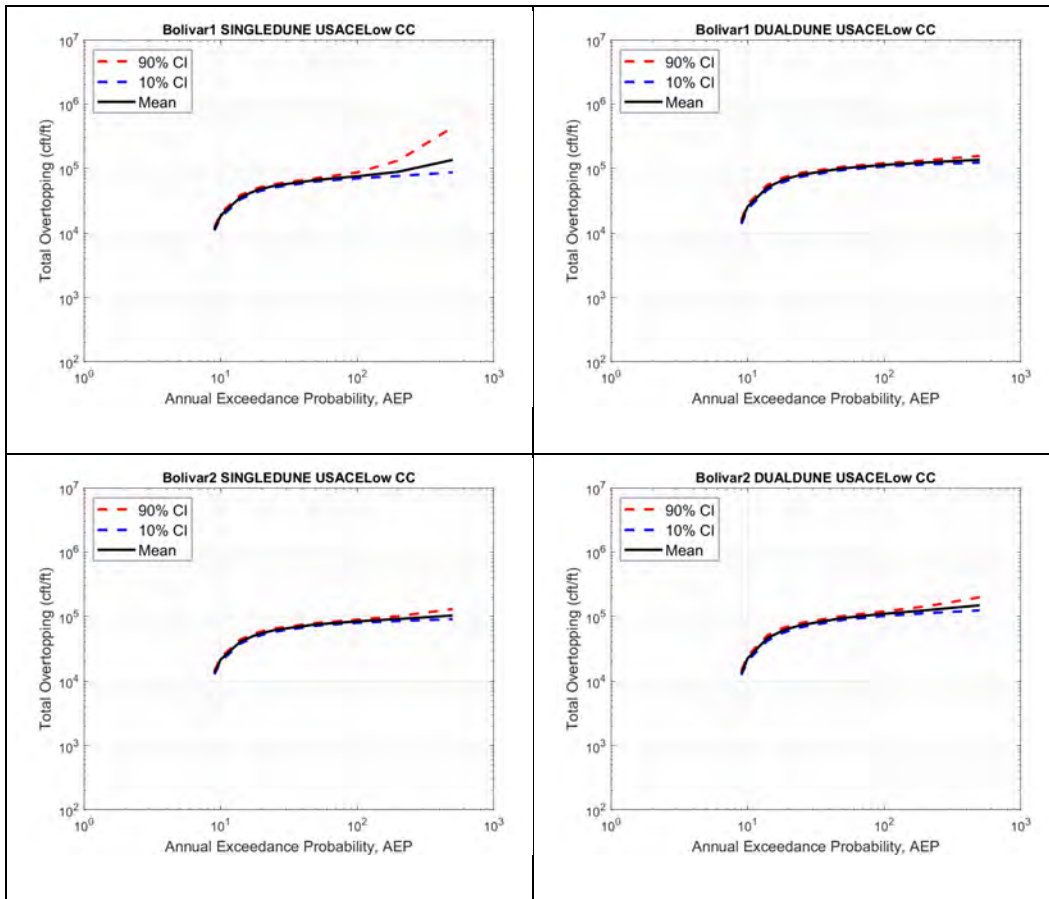 Bolivar1 SINGLEDUNE USACELow CC
10^7
10^6
10^5
10^4
10^3
10^2
Total Overtopping (cft/ft)
90% CI
10% CI
Mean
10^0
10^1
10^2
10^3
Annual Exceedance Probability, AEP
Bolivar1 DUALDUNE USACELow CC
10^7
10^6
10^5
10^4
10^3
10^2
Total Overtopping (cft/ft)
90% CI
10% CI
Mean
10^0
10^1
10^2
10^3
Annual Exceedance Probability, AEP
Bolivar2 SINGLEDUNE USACELow CC
10^7
10^6
10^5
10^4
10^3
10^2
Total Overtopping (cft/ft)
90% CI
10% CI
Mean
10^0
10^1
10^2
10^3
Annual Exceedance Probability, AEP
Bolivar2 DUALDUNE USACELow CC
10^7
10^6
10^5
10^4
10^3
10^2
Total Overtopping (cft/ft)
90% CI
10% CI
Mean
10^0
10^1
10^2
10^3
Annual Exceedance Probability, AEP